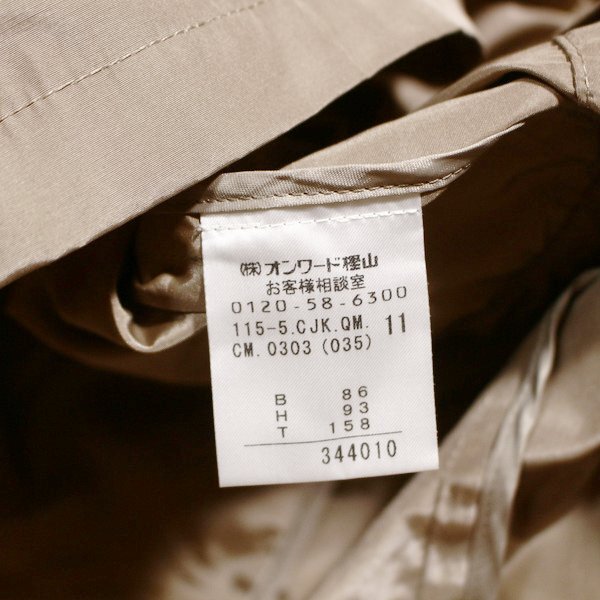 (株)オンワード樫山
お客様相談室
0120-58-6300
115-5.CJK.QM. 11
CM.0303 (035)
B 86
H 93
T 158
344010